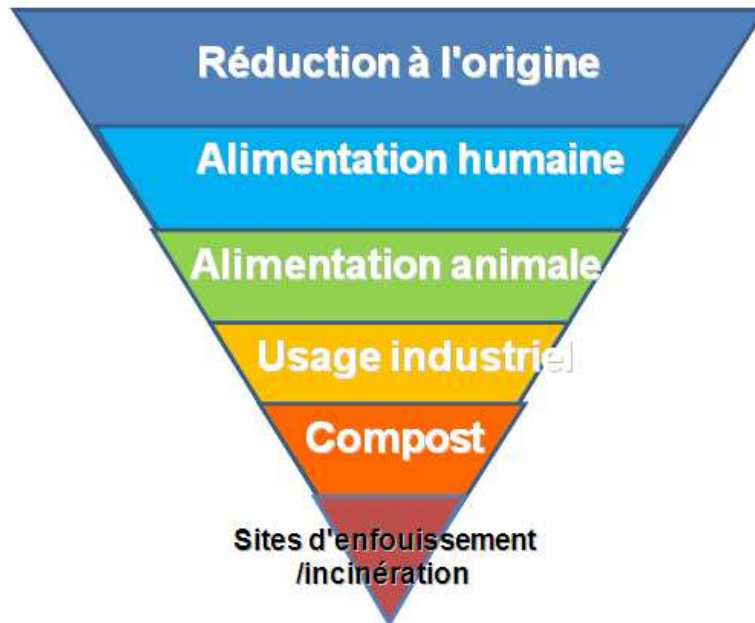 Réduction à l'origine
Alimentation humaine
Alimentation animale
Usage industriel
Compost
Sites d'enfouissement
/incinération